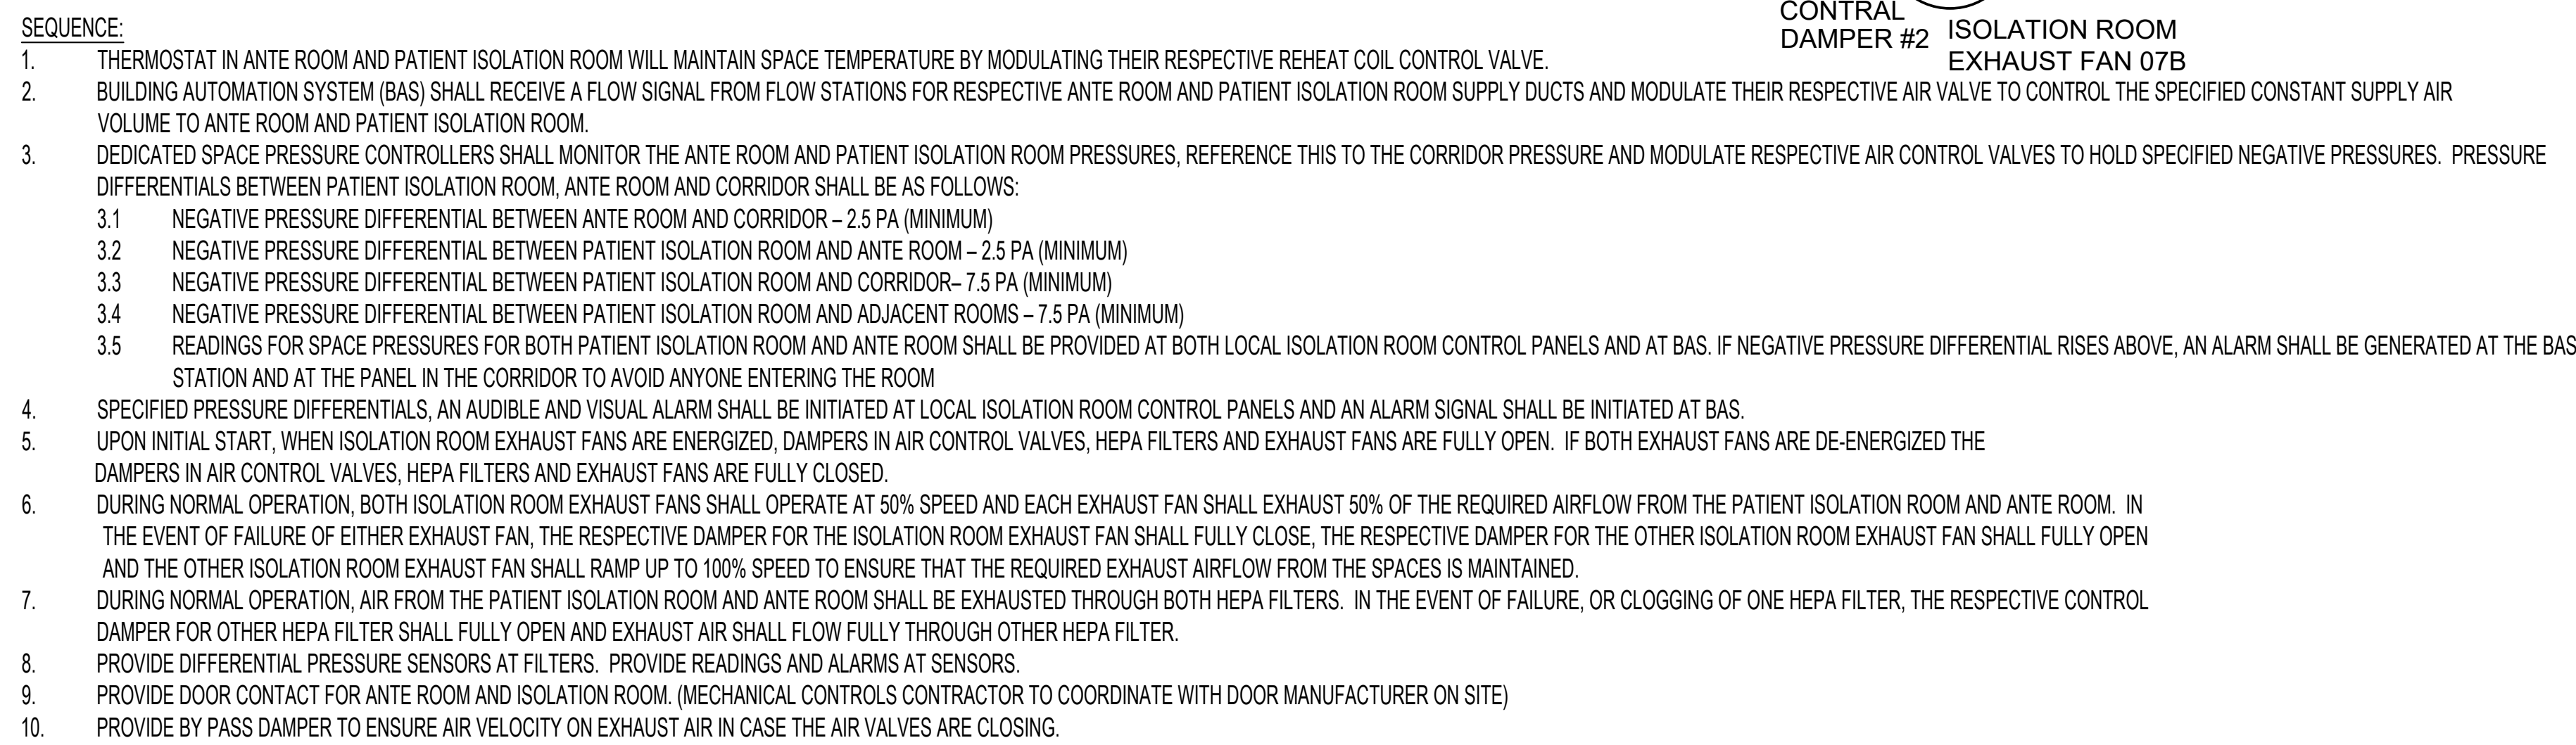 CONTRAL
DAMPER #2
ISOLATION ROOM
EXHAUST FAN 07B
SEQUENCE:
1. THERMOSTAT IN ANTE ROOM AND PATIENT ISOLATION ROOM WILL MAINTAIN SPACE TEMPERATURE BY MODULATING THEIR RESPECTIVE REHEAT COIL CONTROL VALVE.
2. BUILDING AUTOMATION SYSTEM (BAS) SHALL RECEIVE A FLOW SIGNAL FROM FLOW STATIONS FOR RESPECTIVE ANTE ROOM AND PATIENT ISOLATION ROOM SUPPLY DUCTS AND MODULATE THEIR RESPECTIVE AIR VALVE TO CONTROL THE SPECIFIED CONSTANT SUPPLY AIR
VOLUME TO ANTE ROOM AND PATIENT ISOLATION ROOM.
3. DEDICATED SPACE PRESSURE CONTROLLERS SHALL MONITOR THE ANTE ROOM AND PATIENT ISOLATION ROOM PRESSURES, REFERENCE THIS TO THE CORRIDOR PRESSURE AND MODULATE RESPECTIVE AIR CONTROL VALVES TO HOLD SPECIFIED NEGATIVE PRESSURES. PRESSURE
DIFFERENTIALS BETWEEN PATIENT ISOLATION ROOM, ANTE ROOM AND CORRIDOR SHALL BE AS FOLLOWS:
3.1 NEGATIVE PRESSURE DIFFERENTIAL BETWEEN ANTE ROOM AND CORRIDOR – 2.5 PA (MINIMUM)
3.2 NEGATIVE PRESSURE DIFFERENTIAL BETWEEN PATIENT ISOLATION ROOM AND ANTE ROOM – 2.5 PA (MINIMUM)
3.3 NEGATIVE PRESSURE DIFFERENTIAL BETWEEN PATIENT ISOLATION ROOM AND CORRIDOR– 7.5 PA (MINIMUM)
3.4 NEGATIVE PRESSURE DIFFERENTIAL BETWEEN PATIENT ISOLATION ROOM AND ADJACENT ROOMS – 7.5 PA (MINIMUM)
3.5 READINGS FOR SPACE PRESSURES FOR BOTH PATIENT ISOLATION ROOM AND ANTE ROOM SHALL BE PROVIDED AT BOTH LOCAL ISOLATION ROOM CONTROL PANELS AND AT BAS. IF NEGATIVE PRESSURE DIFFERENTIAL RISES ABOVE, AN ALARM SHALL BE GENERATED AT THE BAS
STATION AND AT THE PANEL IN THE CORRIDOR TO AVOID ANYONE ENTERING THE ROOM
4. SPECIFIED PRESSURE DIFFERENTIALS, AN AUDIBLE AND VISUAL ALARM SHALL BE INITIATED AT LOCAL ISOLATION ROOM CONTROL PANELS AND AN ALARM SIGNAL SHALL BE INITIATED AT BAS.
5. UPON INITIAL START, WHEN ISOLATION ROOM EXHAUST FANS ARE ENERGIZED, DAMPERS IN AIR CONTROL VALVES, HEPA FILTERS AND EXHAUST FANS ARE FULLY OPEN. IF BOTH EXHAUST FANS ARE DE-ENERGIZED THE
DAMPERS IN AIR CONTROL VALVES, HEPA FILTERS AND EXHAUST FANS ARE FULLY CLOSED.
6. DURING NORMAL OPERATION, BOTH ISOLATION ROOM EXHAUST FANS SHALL OPERATE AT 50% SPEED AND EACH EXHAUST FAN SHALL EXHAUST 50% OF THE REQUIRED AIRFLOW FROM THE PATIENT ISOLATION ROOM AND ANTE ROOM. IN
THE EVENT OF FAILURE OF EITHER EXHAUST FAN, THE RESPECTIVE DAMPER FOR THE ISOLATION ROOM EXHAUST FAN SHALL FULLY CLOSE, THE RESPECTIVE DAMPER FOR THE OTHER ISOLATION ROOM EXHAUST FAN SHALL FULLY OPEN
AND THE OTHER ISOLATION ROOM EXHAUST FAN SHALL RAMP UP TO 100% SPEED TO ENSURE THAT THE REQUIRED EXHAUST AIRFLOW FROM THE SPACES IS MAINTAINED.
7. DURING NORMAL OPERATION, AIR FROM THE PATIENT ISOLATION ROOM AND ANTE ROOM SHALL BE EXHAUSTED THROUGH BOTH HEPA FILTERS. IN THE EVENT OF FAILURE, OR CLOGGING OF ONE HEPA FILTER, THE RESPECTIVE CONTROL
DAMPER FOR OTHER HEPA FILTER SHALL FULLY OPEN AND EXHAUST AIR SHALL FLOW FULLY THROUGH OTHER HEPA FILTER.
8. PROVIDE DIFFERENTIAL PRESSURE SENSORS AT FILTERS. PROVIDE READINGS AND ALARMS AT SENSORS.
9. PROVIDE DOOR CONTACT FOR ANTE ROOM AND ISOLATION ROOM. (MECHANICAL CONTROLS CONTRACTOR TO COORDINATE WITH DOOR MANUFACTURER ON SITE)
10. PROVIDE BY PASS DAMPER TO ENSURE AIR VELOCITY ON EXHAUST AIR IN CASE THE AIR VALVES ARE CLOSING.